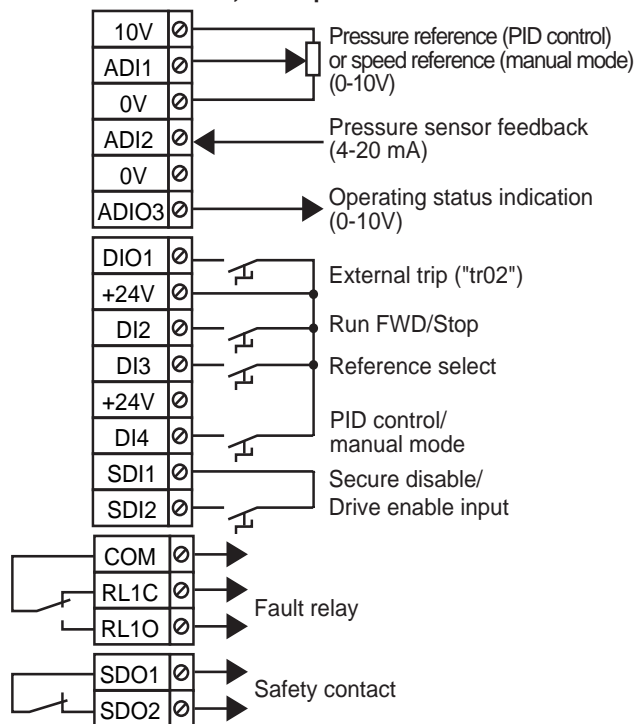 10V
ADI1
0V
ADI2
0V
ADIO3
Pressure reference (PID control)
or speed reference (manual mode)
(0-10V)
Pressure sensor feedback
(4-20 mA)
Operating status indication
(0-10V)
DIO1
+24V
DI2
DI3
+24V
DI4
SDI1
SDI2
External trip ("tr02")
Run FWD/Stop
Reference select
PID control/
manual mode
Secure disable/
Drive enable input
COM
RL1C
RL1O
Fault relay
SDO1
SDO2
Safety contact